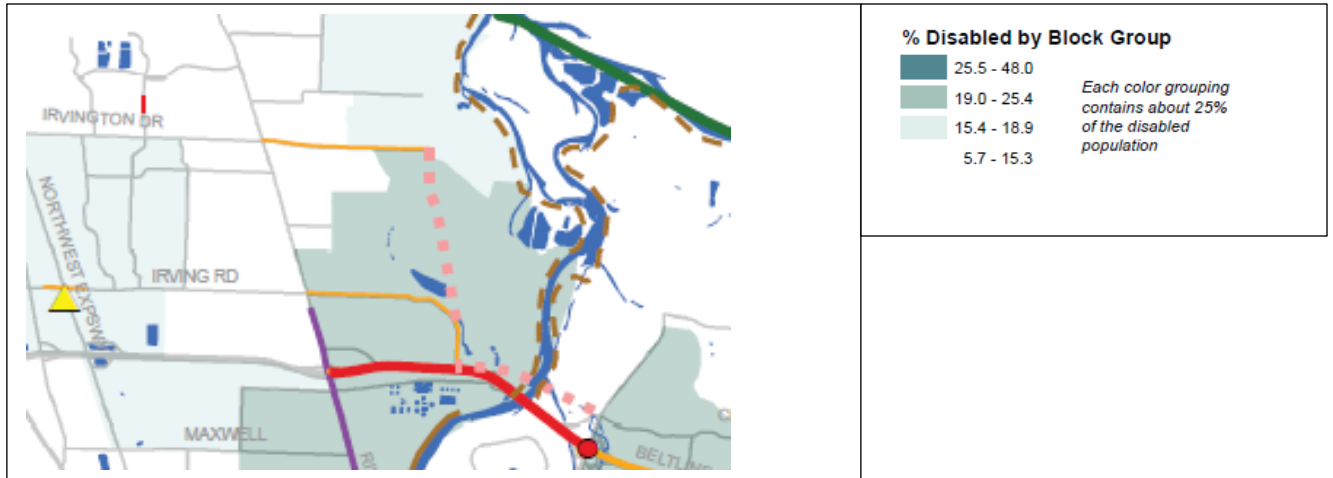 % Disabled by Block Group
25.5 - 48.0
19.0 - 25.4
15.4 - 18.9
5.7 - 15.3
Each color grouping
contains about 25%
of the disabled
population
IRVINGTON DR
NORTHWEST EXPSWY
IRVING RD
MAXWELL
BELTLINE